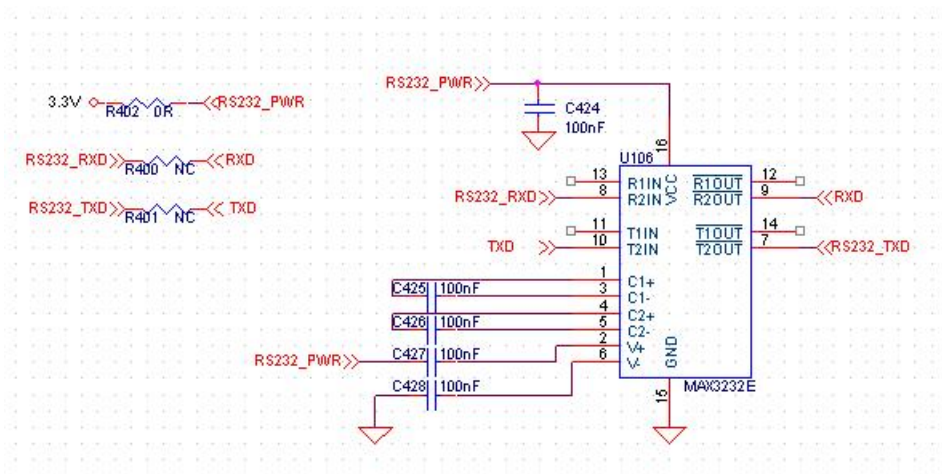 RS232_PWR
3.3V RS232_PWR
R402 0R
C424
100nF
RS232_RXD RXD
R400 NC
RS232_TXD TXD
R401 NC
U106
16
13 R1IN VCC R1OUT 12
RS232_RXD 8 R2IN R2OUT 9 RXD
11 T1IN T1OUT 14
TXD 10 T2IN T2OUT 7 RS232_TXD
1 C1+
C425 100nF 3 C1-
4 C2+
C426 100nF 5 C2-
RS232_PWR C427 100nF 2 V+ GND
6 V-
C428 100nF
15 MAX3232E